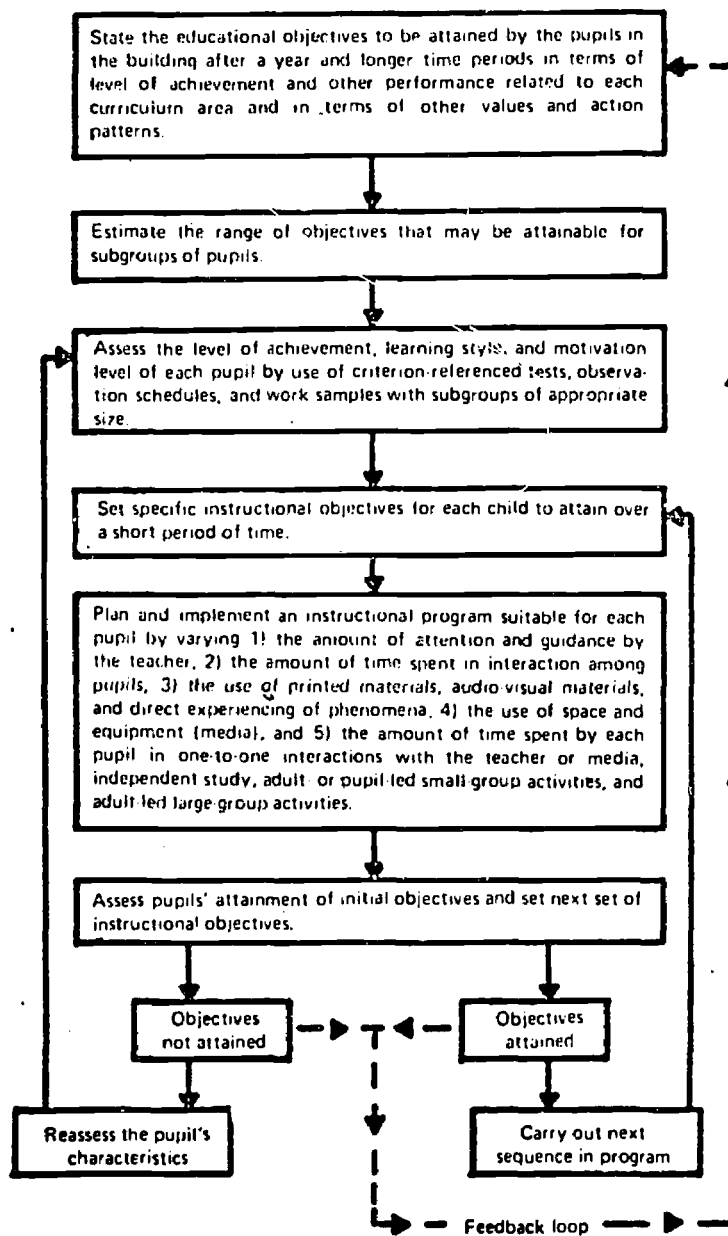 State the educational objectives to be attained by the pupils in
the building after a year and longer time periods in terms of
level of achievement and other performance related to each
curriculum area and in terms of other values and action
patterns.
Estimate the range of objectives that may be attainable for
subgroups of pupils.
Assess the level of achievement, learning style, and motivation
level of each pupil by use of criterion-referenced tests, observa-
tion schedules, and work samples with subgroups of appropriate
size.
Set specific instructional objectives for each child to attain over
a short period of time.
Plan and implement an instructional program suitable for each
pupil by varying 1) the amount of attention and guidance by
the teacher, 2) the amount of time spent in interaction among
pupils, 3) the use of printed materials, audio-visual materials,
and direct experiencing of phenomena, 4) the use of space and
equipment (media), and 5) the amount of time spent by each
pupil in one-to-one interactions with the teacher or media,
independent study, adult- or pupil-led small-group activities, and
adult-led large-group activities.
Assess pupils' attainment of initial objectives and set next set of
instructional objectives.
Objectives
not attained
Objectives
attained
Reassess the pupil's
characteristics
Carry out next
sequence in program
Feedback loop